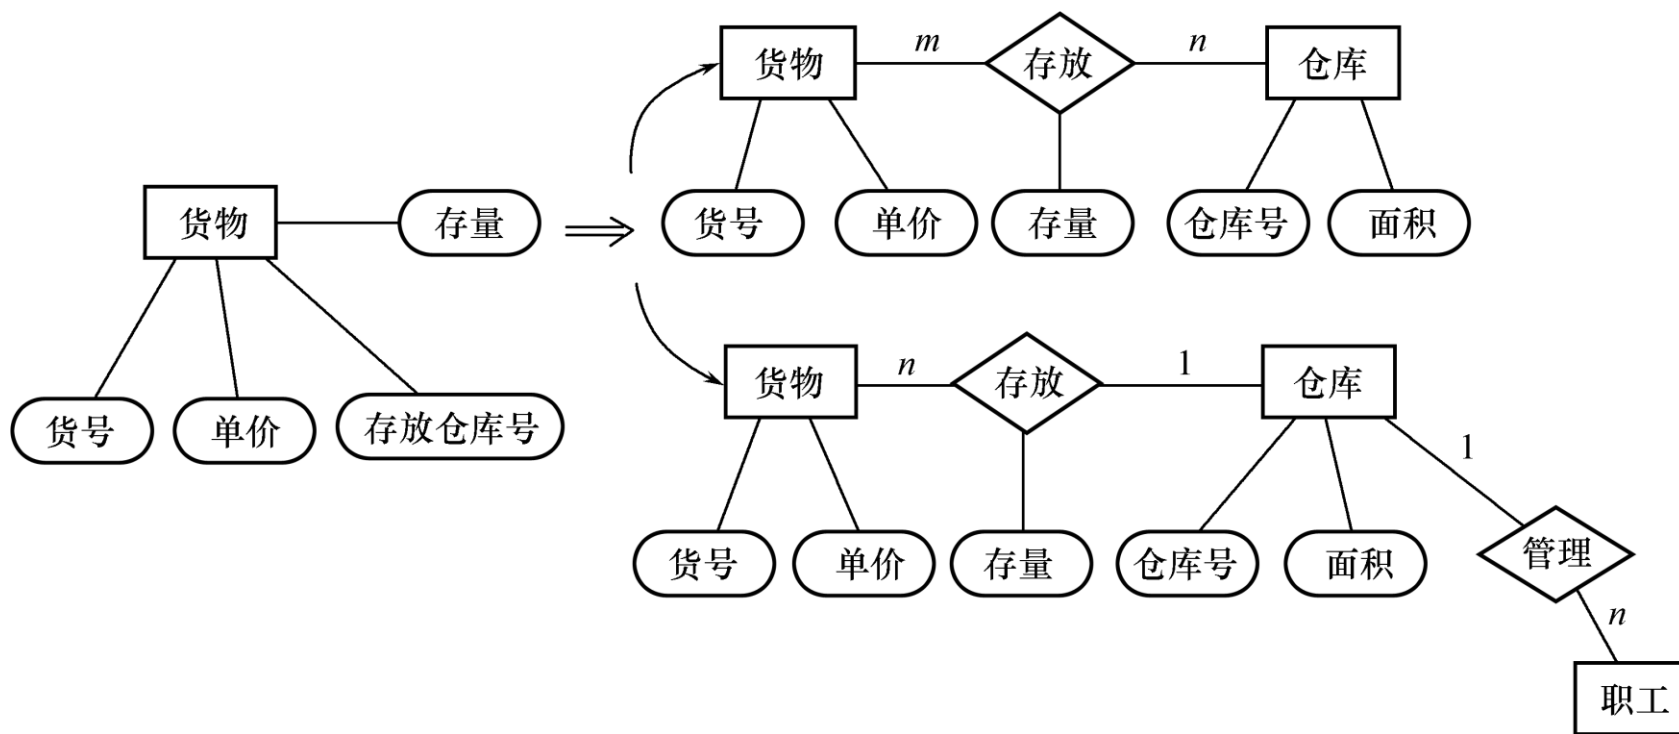 货物 m 存放 n 仓库
货号 单价 存量 仓库号 面积
货物 存量
货号 单价 存放仓库号
货物 n 存放 1 仓库
1
货号 单价 存量 仓库号 面积 管理
n
职工